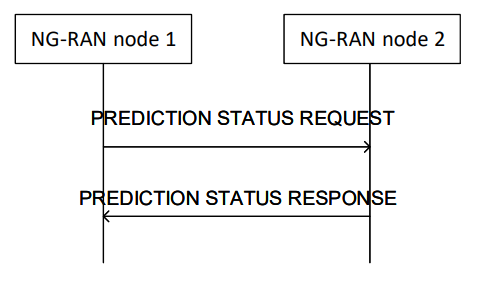 NG-RAN node 1
NG-RAN node 2
PREDICTION STATUS REQUEST
PREDICTION STATUS RESPONSE